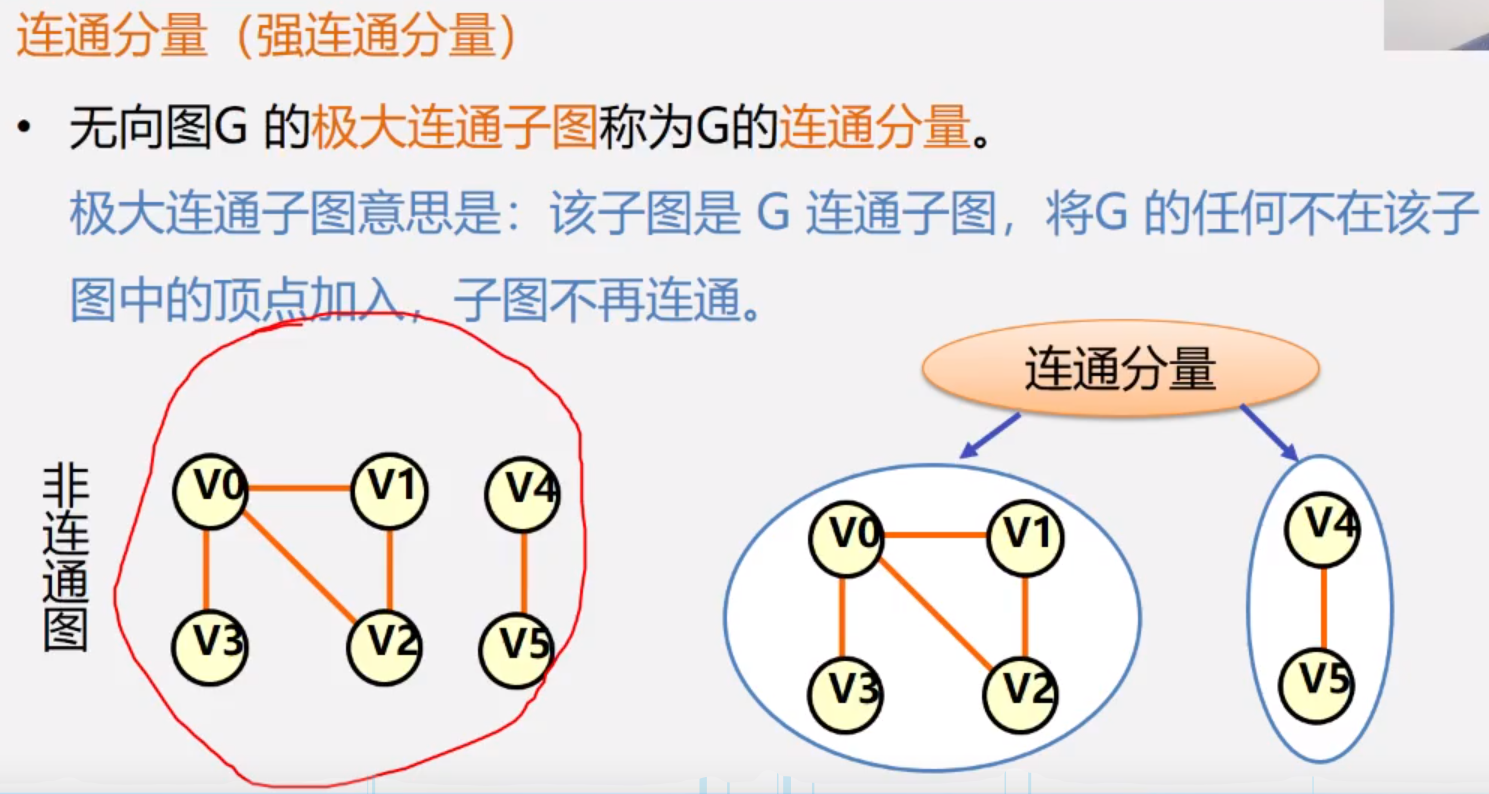 连通分量（强连通分量）
• 无向图G 的极大连通子图称为G的连通分量。
极大连通子图意思是：该子图是 G 连通子图，将G 的任何不在该子
图中的顶点加入，子图不再连通。
连通分量
非连通图
V0 V1 V4
V3 V2 V5
V0 V1 V4
V3 V2 V5